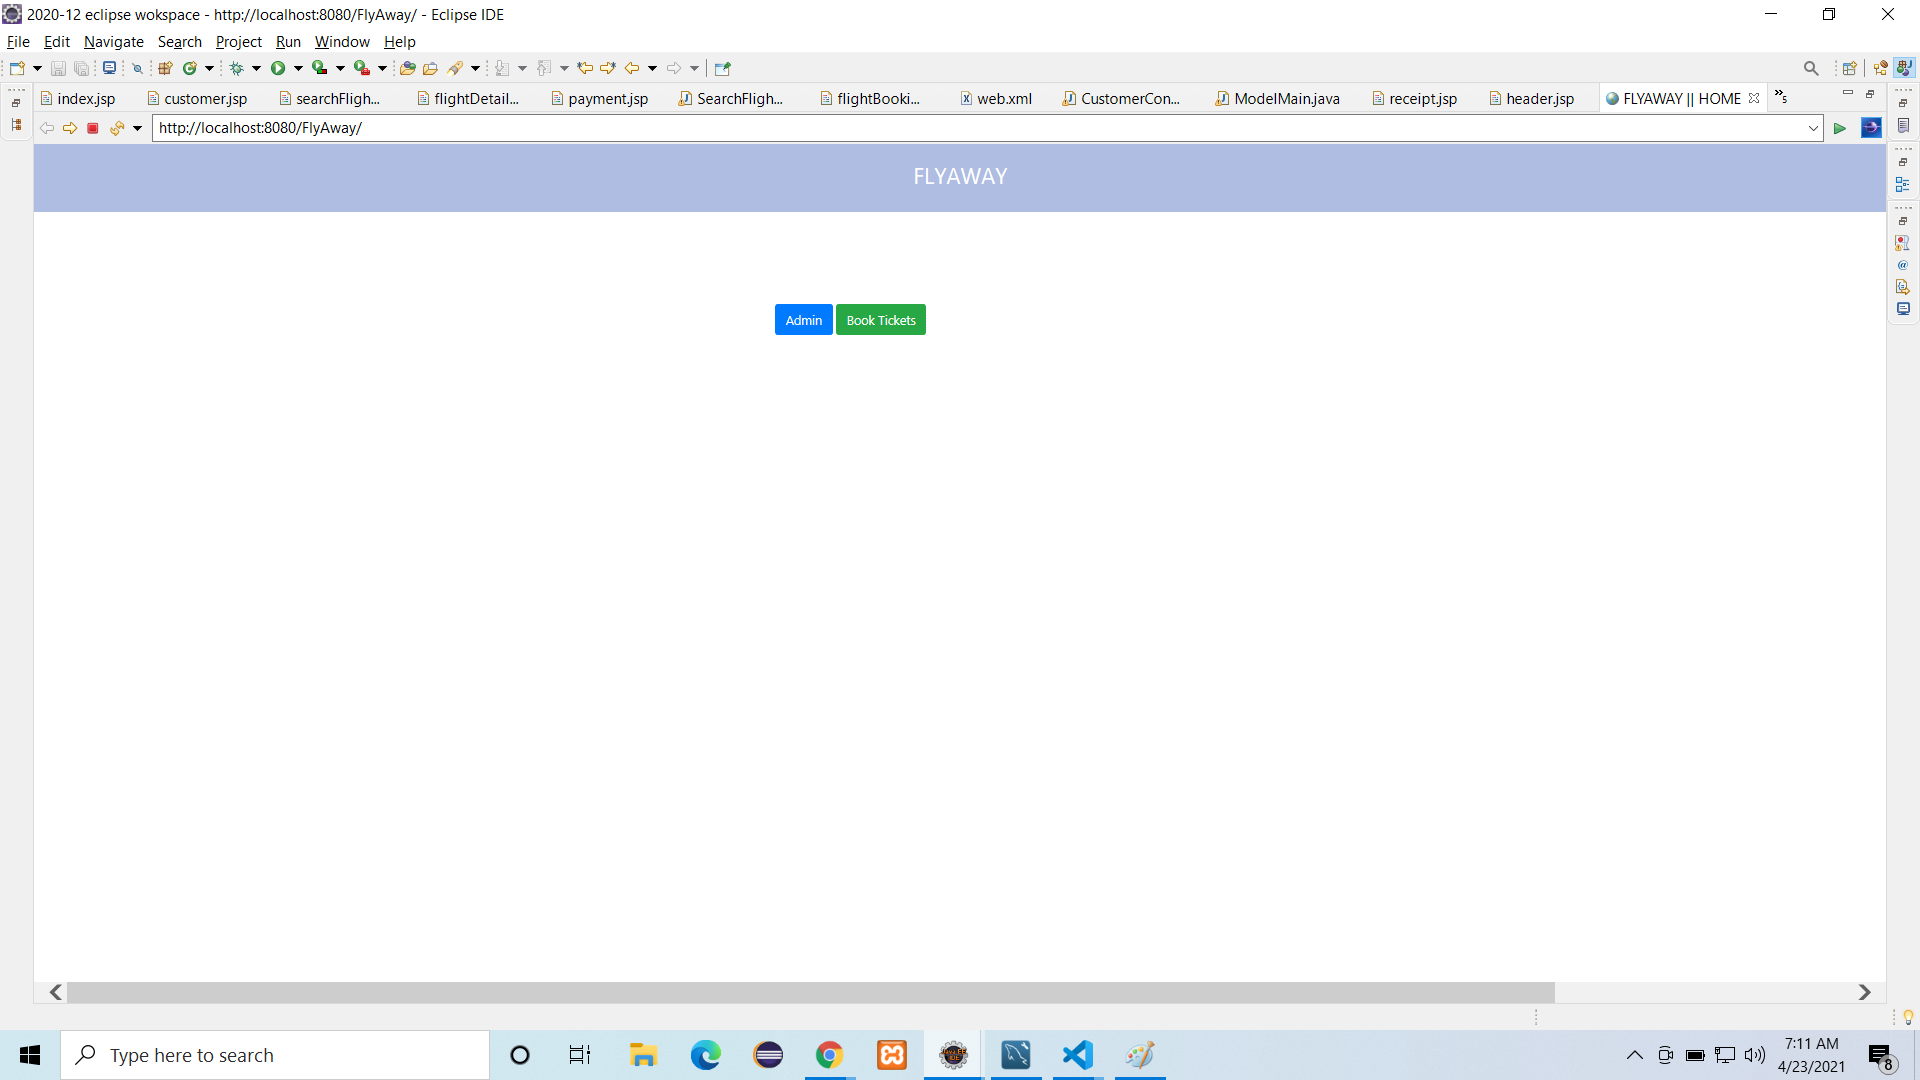 2020-12 eclipse wokspace - http://localhost:8080/FlyAway/ - Eclipse IDE
File Edit Navigate Search Project Run Window Help
index.jsp customer.jsp searchFligh... flightDetail... payment.jsp SearchFligh... flightBooki... web.xml CustomerCon... ModelMain.java receipt.jsp header.jsp FLYAWAY || HOME »5
http://localhost:8080/FlyAway/
FLYAWAY
Admin Book Tickets
Type here to search
7:11 AM
4/23/2021
8